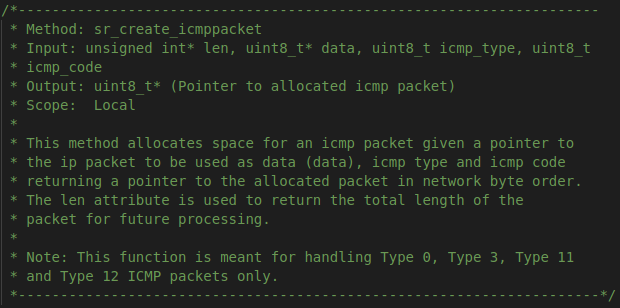 /*---------------------------------------------------------------------
 * Method: sr_create_icmppacket
 * Input: unsigned int* len, uint8_t* data, uint8_t icmp_type, uint8_t
 * icmp_code
 * Output: uint8_t* (Pointer to allocated icmp packet)
 * Scope:  Local
 *
 * This method allocates space for an icmp packet given a pointer to
 * the ip packet to be used as data (data), icmp type and icmp code
 * returning a pointer to the allocated packet in network byte order.
 * The len attribute is used to return the total length of the
 * packet for future processing.
 *
 * Note: This function is meant for handling Type 0, Type 3, Type 11
 * and Type 12 ICMP packets only.
 *---------------------------------------------------------------------*/